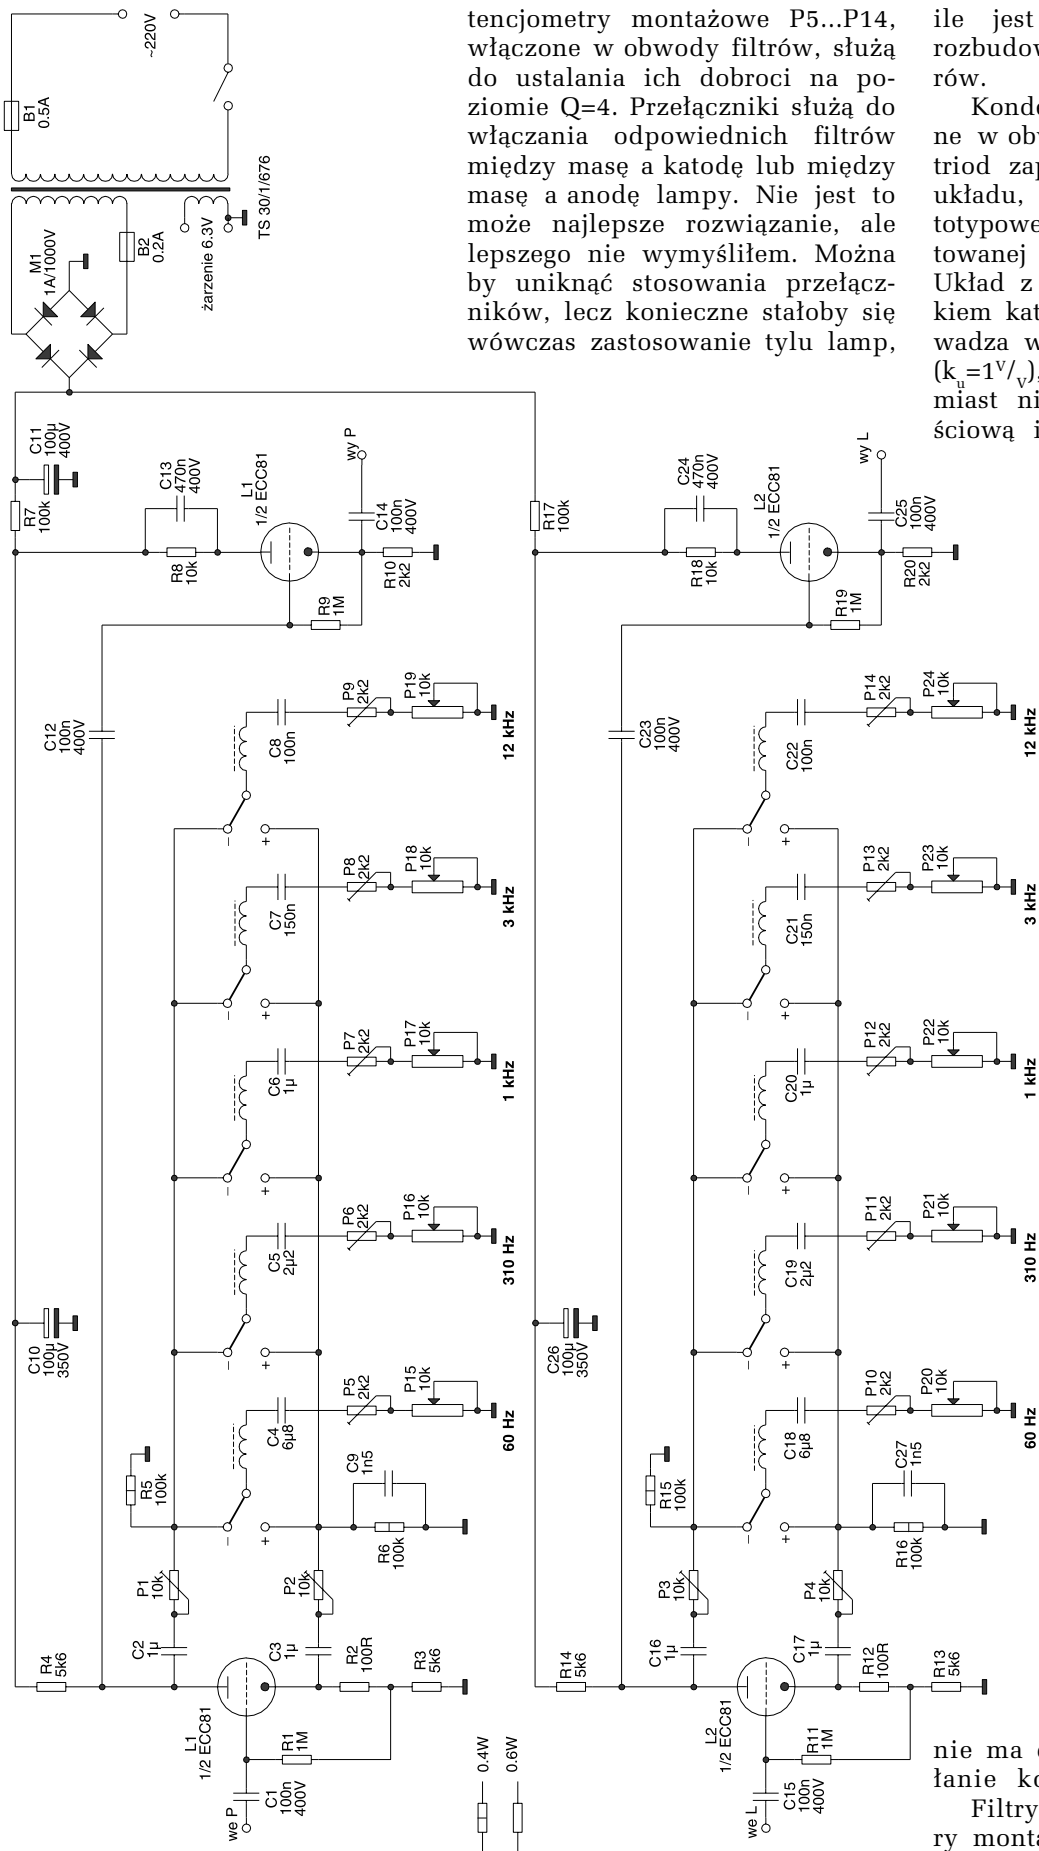 tencjometry montażowe P5...P14,
włączone w obwody filtrów, służą
do ustalania ich dobroci na po-
ziomie Q=4. Przełączniki służą do
włączania odpowiednich filtrów
między masę a katodę lub między
masę a anodę lampy. Nie jest to
może najlepsze rozwiązanie, ale
lepszego nie wymyśliłem. Można
by uniknąć stosowania przełącz-
ników, lecz konieczne stałoby się
wówczas zastosowanie tylu lamp,
ile jest
rozbudow
rów.
Konde
ne w obw
triod zap
układu,
totypowe
towanej
Układ z
kiem kat
wadza w
(kᵤ=1ⱽ/ᵥ),
miast ni
ściową i
~220V
B1
0.5A
TS 30/1/676
B2
0.2A
żarzenie 6.3V
M1
1A/1000V
C11
100µ
400V
R7
100k
C13
470n
400V
R8
10k
L1
1/2 ECC81
wy P
C14
100n
400V
R10
2k2
R9
1M
C12
100n
400V
R17
100k
C24
470n
400V
R18
10k
L2
1/2 ECC81
wy L
C25
100n
400V
R20
2k2
R19
1M
C23
100n
400V
C8
100n
P9
2k2
P19
10k
12 kHz
–
+
C7
150n
P8
2k2
P18
10k
3 kHz
–
+
C6
1µ
P7
2k2
P17
10k
1 kHz
–
+
C5
2µ2
P6
2k2
P16
10k
310 Hz
–
+
C4
6µ8
P5
2k2
P15
10k
60 Hz
–
+
C22
100n
P14
2k2
P24
10k
12 kHz
–
+
C21
150n
P13
2k2
P23
10k
3 kHz
–
+
C20
1µ
P12
2k2
P22
10k
1 kHz
–
+
C19
2µ2
P11
2k2
P21
10k
310 Hz
–
+
C18
6µ8
P10
2k2
P20
10k
60 Hz
–
+
C10
100µ
350V
R5
100k
C9
1n5
R6
100k
P1
10k
P2
10k
C2
1µ
C3
1µ
R4
5k6
R2
100R
R3
5k6
L1
1/2 ECC81
R1
1M
C1
100n
400V
we P
C26
100µ
350V
R15
100k
C27
1n5
R16
100k
P3
10k
P4
10k
C16
1µ
C17
1µ
R14
5k6
R12
100R
R13
5k6
L2
1/2 ECC81
R11
1M
C15
100n
400V
we L
0.4W
0.6W
nie ma
łanie ko
Filtry
ry monta